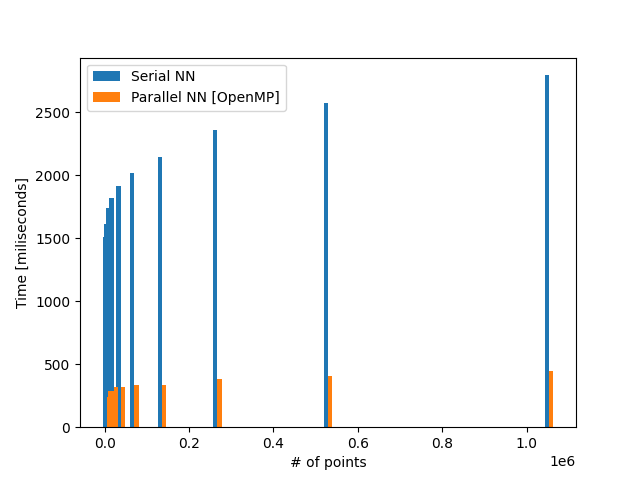 Serial NN
Parallel NN [OpenMP]
2500
2000
1500
1000
500
0
Time [miliseconds]
0.0 0.2 0.4 0.6 0.8 1.0
1e6
# of points